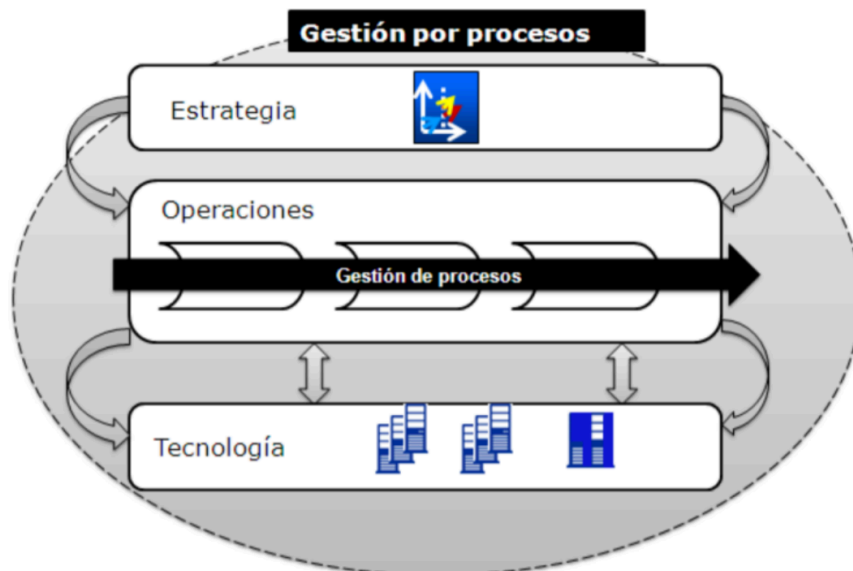 Gestión por procesos
Estrategia
Operaciones
Gestión de procesos
Tecnología